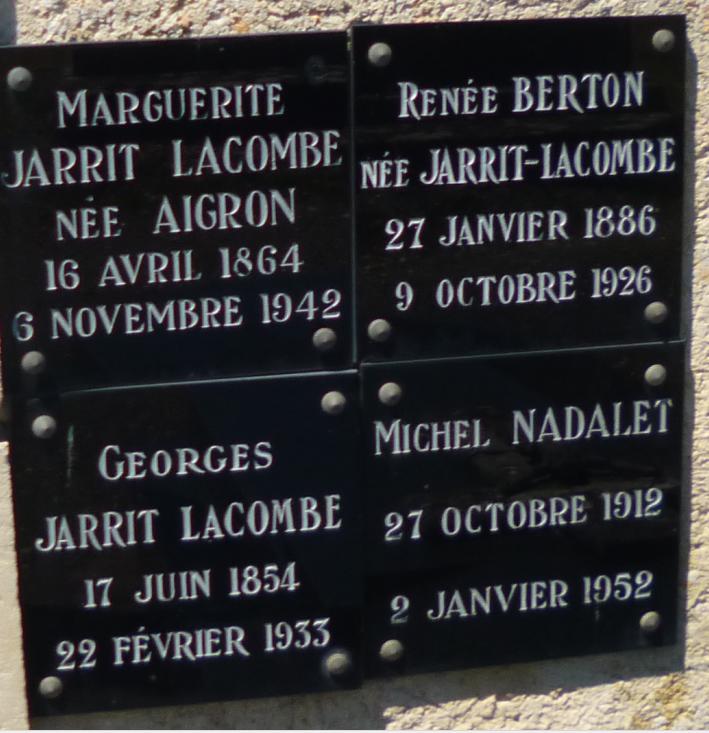 MARGUERITE
JARRIT LACOMBE
NÉE AIGRON
16 AVRIL 1864
6 NOVEMBRE 1942
RENÉE BERTON
NÉE JARRIT-LACOMBE
27 JANVIER 1886
9 OCTOBRE 1926
GEORGES
JARRIT LACOMBE
17 JUIN 1854
22 FÉVRIER 1933
MICHEL NADALET
27 OCTOBRE 1912
2 JANVIER 1952